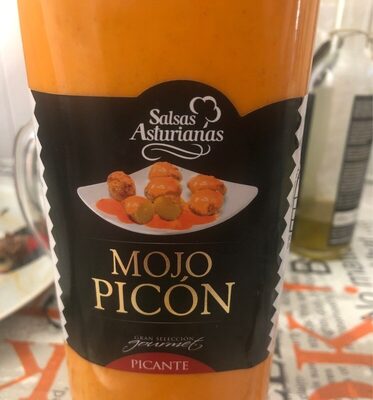 Salsas
Asturianas
MOJO
PICÓN
GRAN SELECCIÓN
gourmet
PICANTE